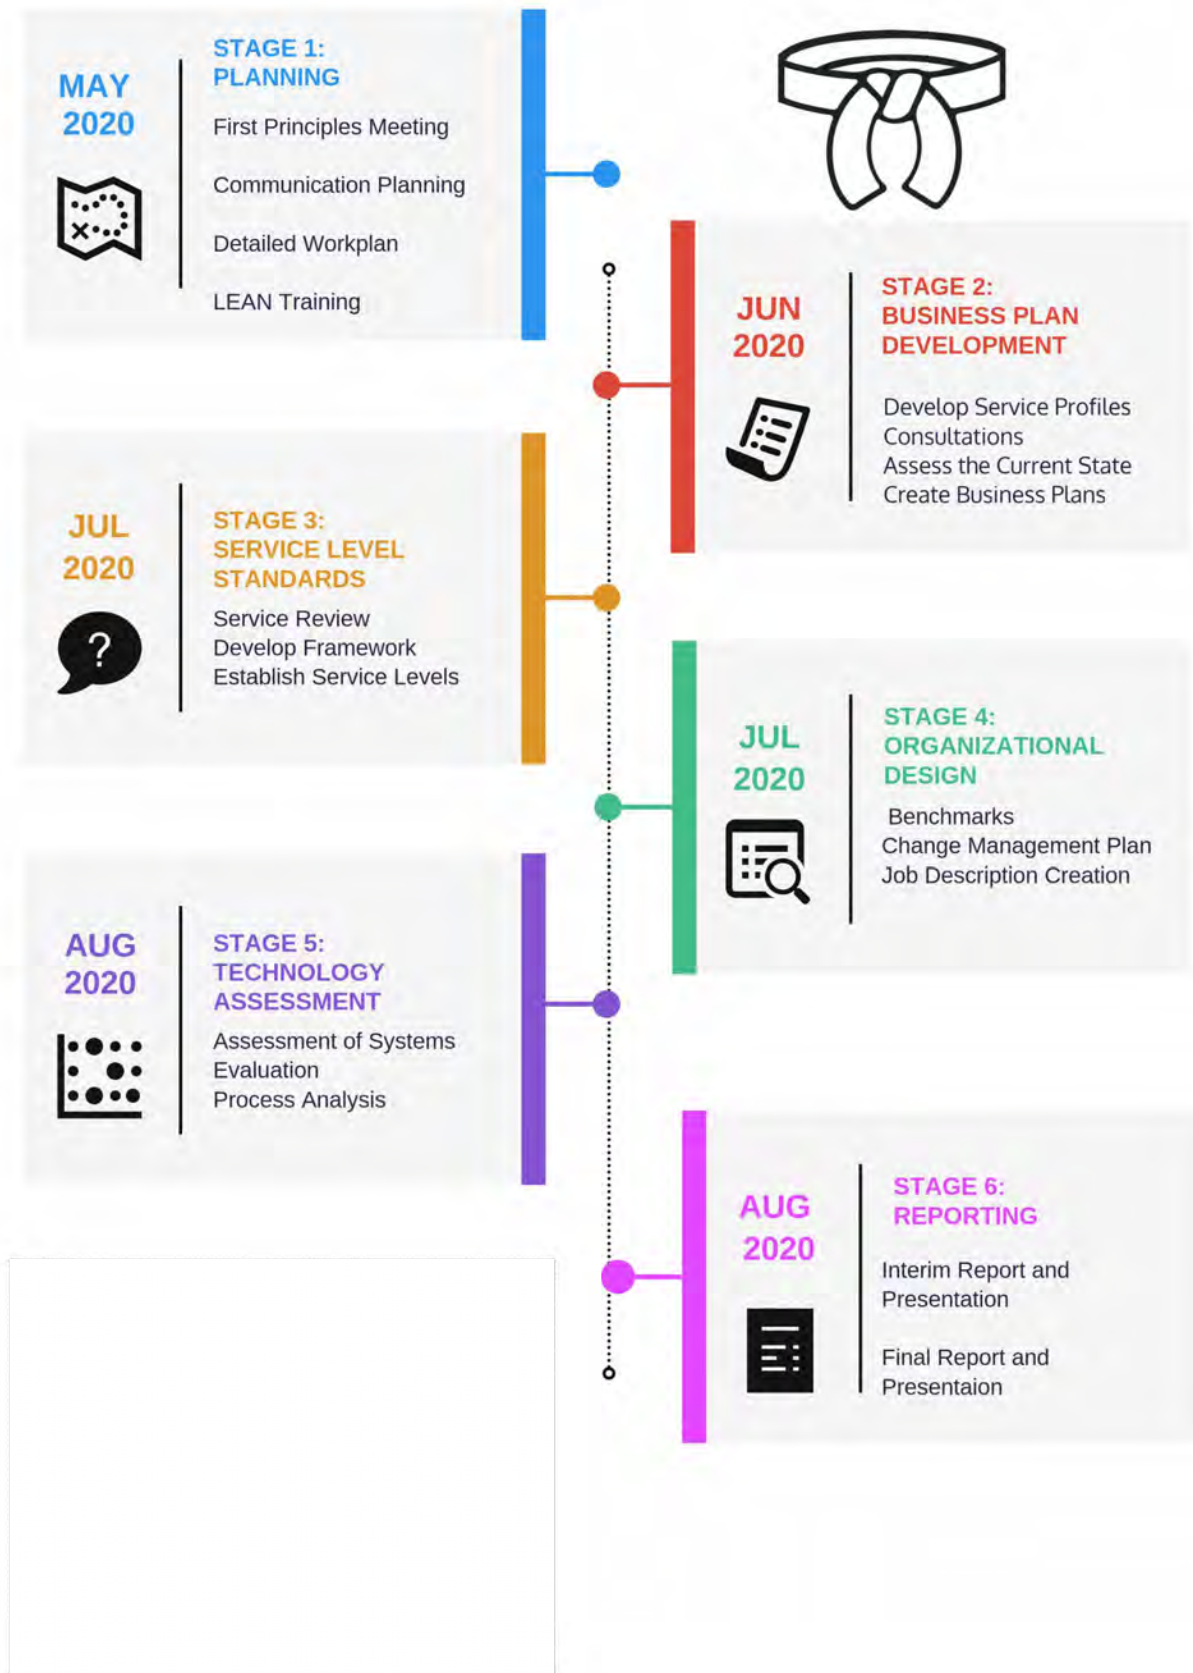 MAY
2020
STAGE 1:
PLANNING
First Principles Meeting
Communication Planning
Detailed Workplan
LEAN Training
JUN
2020
STAGE 2:
BUSINESS PLAN
DEVELOPMENT
Develop Service Profiles
Consultations
Assess the Current State
Create Business Plans
JUL
2020
?
STAGE 3:
SERVICE LEVEL
STANDARDS
Service Review
Develop Framework
Establish Service Levels
JUL
2020
STAGE 4:
ORGANIZATIONAL
DESIGN
Benchmarks
Change Management Plan
Job Description Creation
AUG
2020
STAGE 5:
TECHNOLOGY
ASSESSMENT
Assessment of Systems
Evaluation
Process Analysis
AUG
2020
STAGE 6:
REPORTING
Interim Report and
Presentation
Final Report and
Presentaion